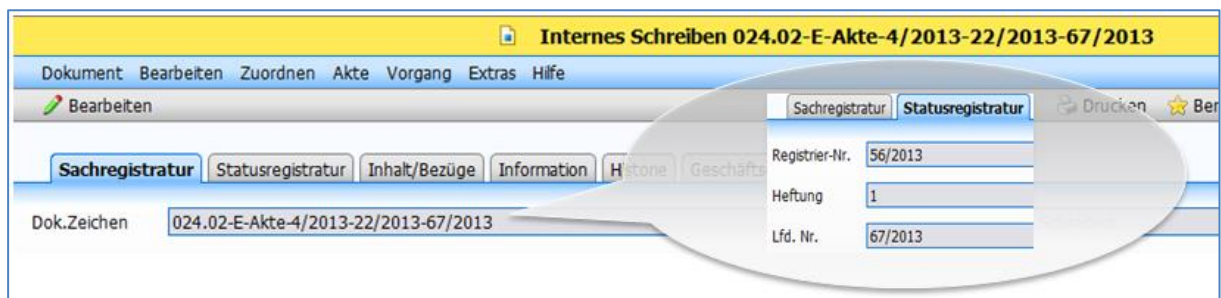 Internes Schreiben 024.02-E-Akte-4/2013-22/2013-67/2013
Dokument Bearbeiten Zuordnen Akte Vorgang Extras Hilfe
Bearbeiten
Drucken
Sachregistratur Statusregistratur Inhalt/Bezüge Information Historie
Dok.Zeichen 024.02-E-Akte-4/2013-22/2013-67/2013
Sachregistratur Statusregistratur
Registrier-Nr. 56/2013
Heftung 1
Lfd. Nr. 67/2013